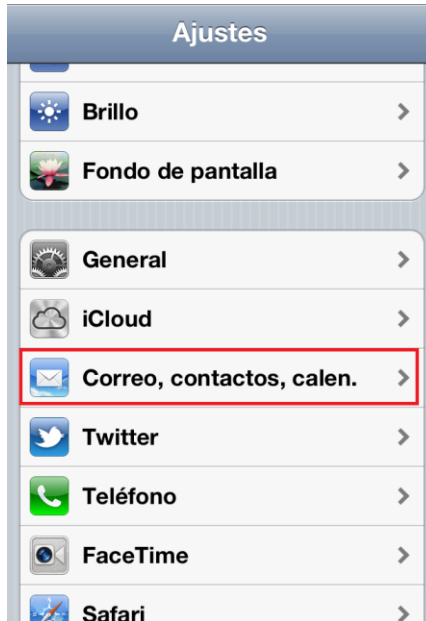 Ajustes
Brillo
Fondo de pantalla
General
iCloud
Correo, contactos, calen.
Twitter
Teléfono
FaceTime
Safari